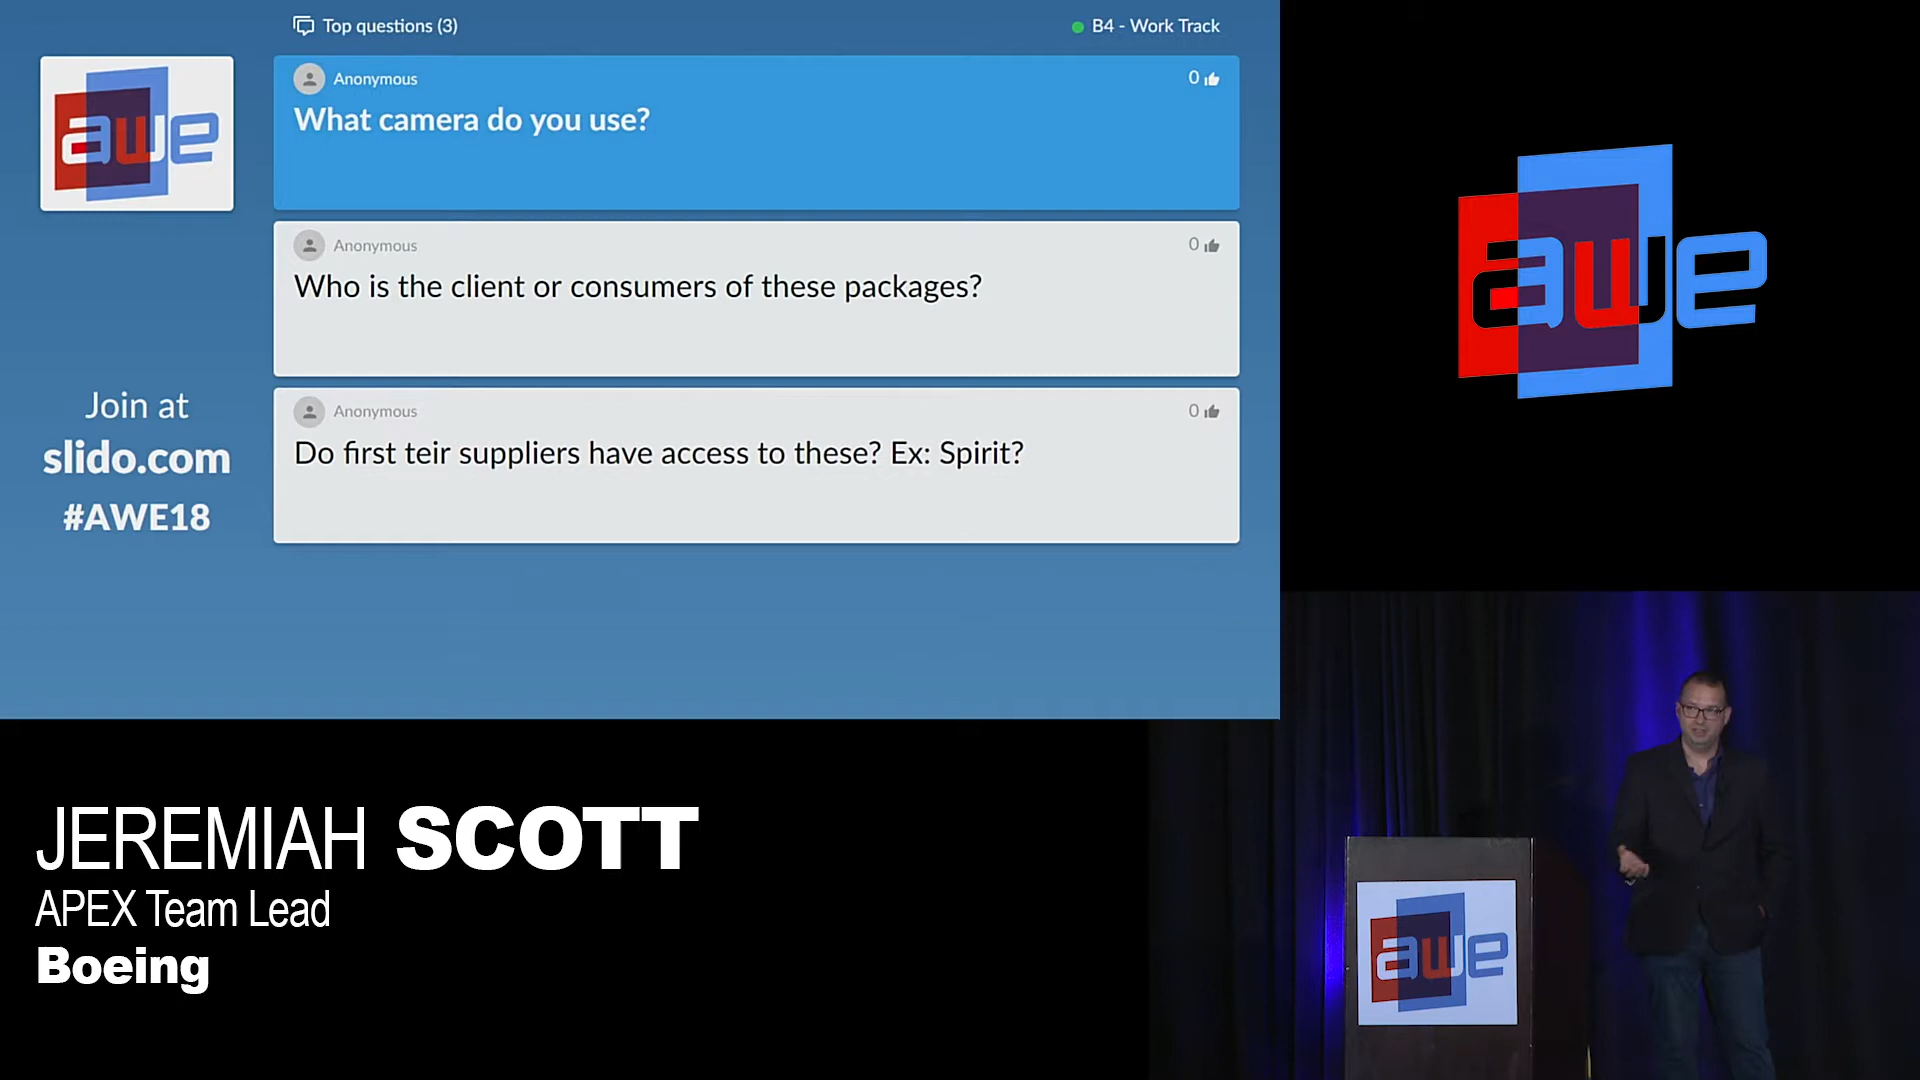 Top questions (3)
B4 - Work Track
awe
Anonymous
0
What camera do you use?
Anonymous
0
Who is the client or consumers of these packages?
Anonymous
0
Do first teir suppliers have access to these? Ex: Spirit?
Join at
slido.com
#AWE18
awe
JEREMIAH SCOTT
APEX Team Lead
Boeing
awe